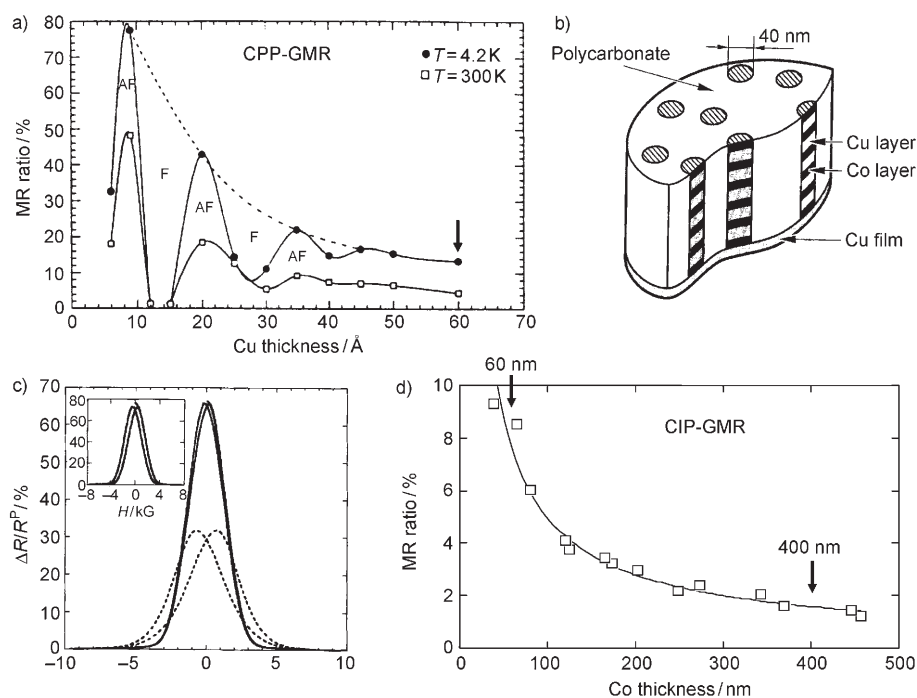 a)
80
70
60
50
40
30
20
10
0
MR ratio / %
CPP-GMR
● T = 4.2 K
□ T = 300 K
AF
F
AF
F
AF
0 10 20 30 40 50 60 70
Cu thickness / Å
b)
40 nm
Polycarbonate
Cu layer
Co layer
Cu film
c)
70
60
50
40
30
20
10
0
ΔR/Rᴾ/%
80
60
40
20
0
−8 −4 0 4 8
H/kG
−10 −5 0 5 10
d)
10
8
6
4
2
0
MR ratio / %
60 nm
CIP-GMR
400 nm
0 100 200 300 400 500
Co thickness / nm